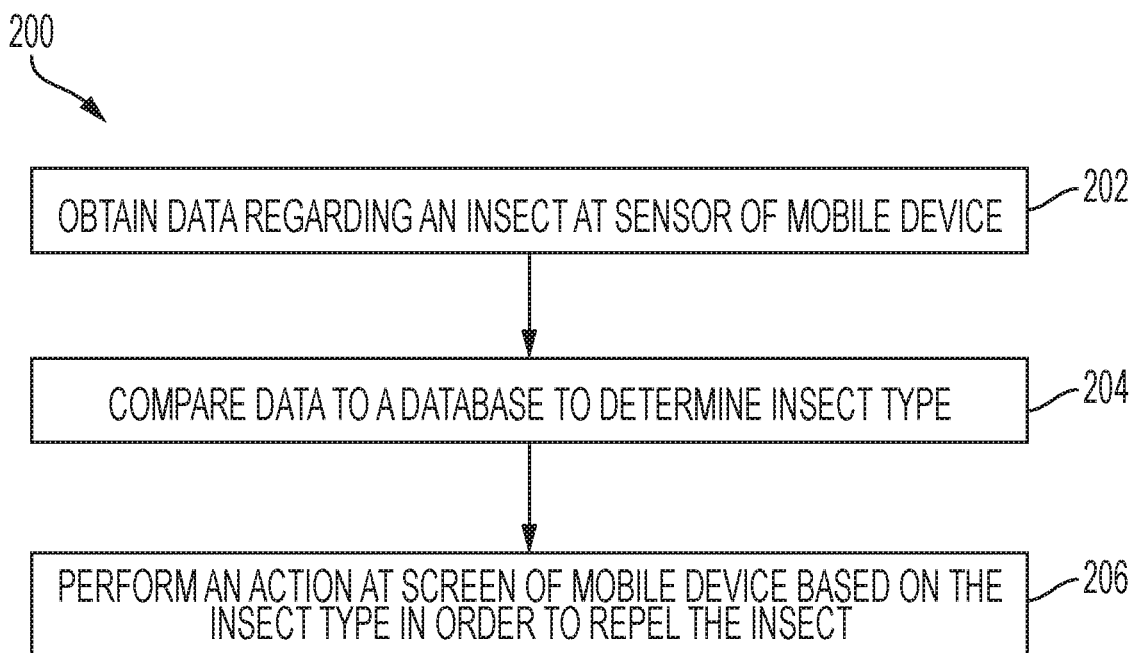 200
OBTAIN DATA REGARDING AN INSECT AT SENSOR OF MOBILE DEVICE
202
COMPARE DATA TO A DATABASE TO DETERMINE INSECT TYPE
204
PERFORM AN ACTION AT SCREEN OF MOBILE DEVICE BASED ON THE
INSECT TYPE IN ORDER TO REPEL THE INSECT
206